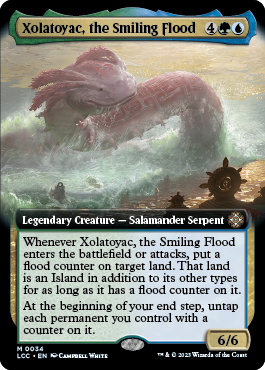 Xolatoyac, the Smiling Flood 4
Legendary Creature — Salamander Serpent
Whenever Xolatoyac, the Smiling Flood
enters the battlefield or attacks, put a
flood counter on target land. That land
is an Island in addition to its other types
for as long as it has a flood counter on it.
At the beginning of your end step, untap
each permanent you control with a
counter on it.
6/6
M 0034
LCC • EN CAMPBELL WHITE
™ & © 2023 Wizards of the Coast